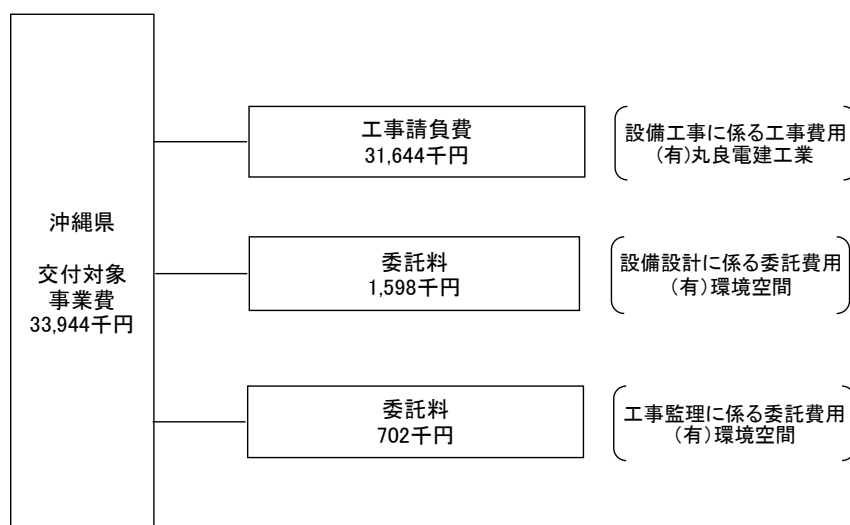 沖縄県
交付対象
事業費
33,944千円
工事請負費
31,644千円
設備工事に係る工事費用
(有)丸良電建工業
委託料
1,598千円
設備設計に係る委託費用
(有)環境空間
委託料
702千円
工事監理に係る委託費用
(有)環境空間